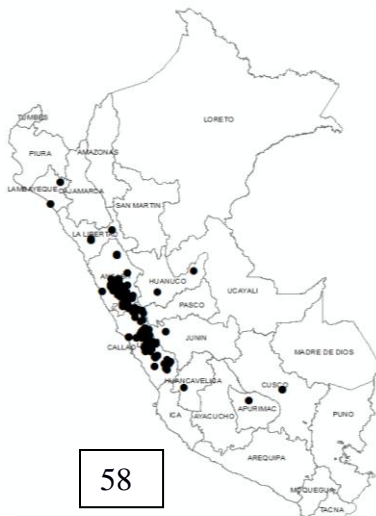 TUMBES
LORETO
PIURA
AMAZONAS
LAMBAYEQUE
CAJAMARCA
SAN MARTIN
LA LIBERTAD
HUANUCO
UCAYALI
PASCO
JUNIN
CALLAO
MADRE DE DIOS
HUANCAVELICA
CUSCO
APURIMAC
ICA
AYACUCHO
PUNO
AREQUIPA
MOQUEGUA
TACNA
58